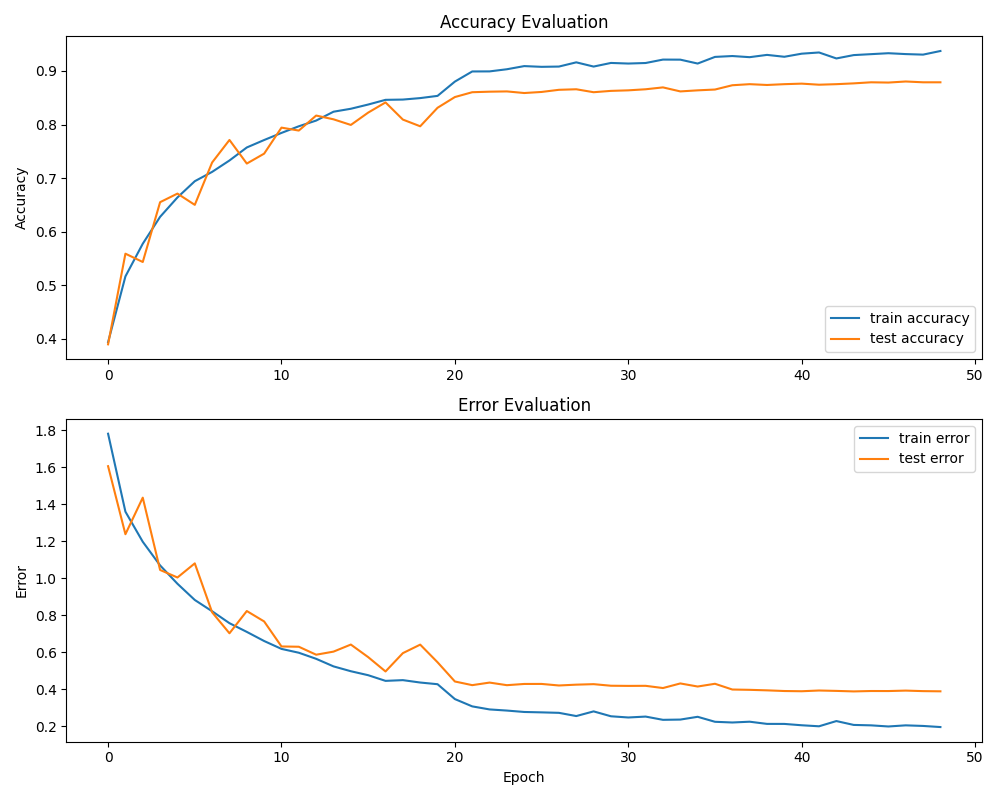 Accuracy Evaluation
Accuracy
0.9
0.8
0.7
0.6
0.5
0.4
train accuracy
test accuracy
0 10 20 30 40 50
Error Evaluation
Error
1.8
1.6
1.4
1.2
1.0
0.8
0.6
0.4
0.2
train error
test error
0 10 20 30 40 50
Epoch